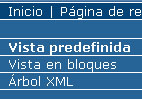 Inicio | Página de re
Vista predefinida
Vista en bloques
Árbol XML